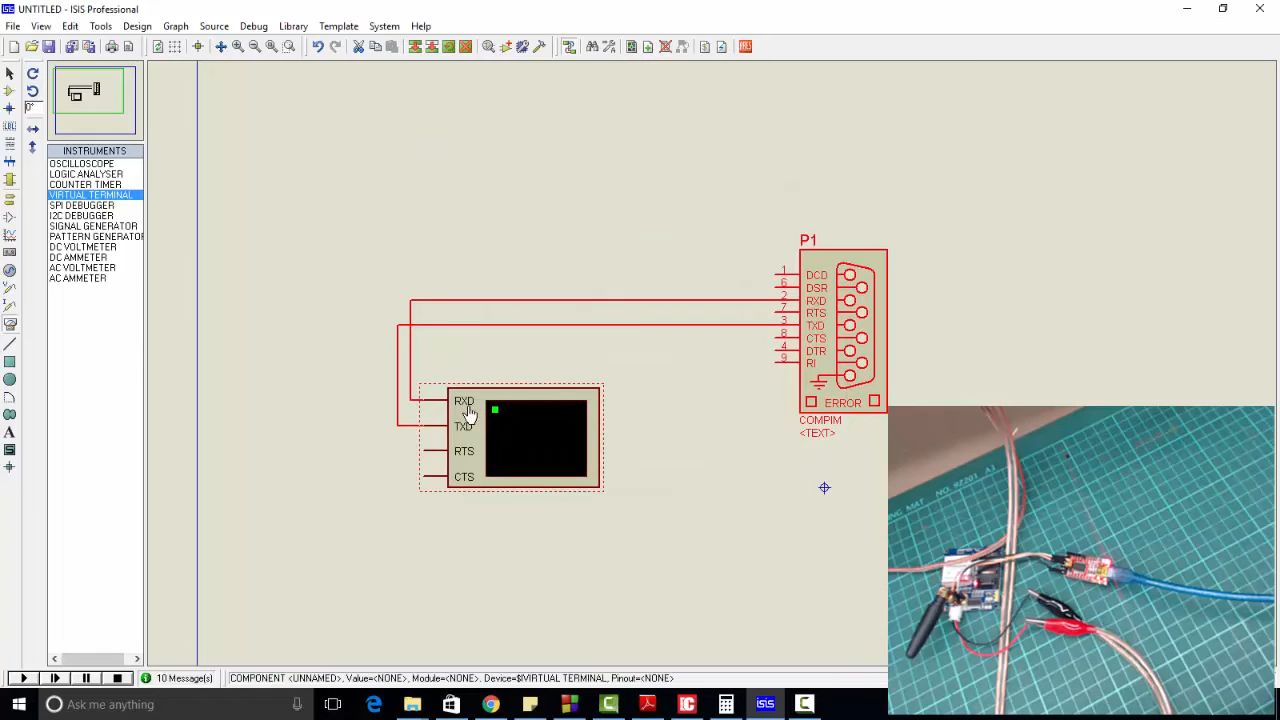 UNTITLED - ISIS Professional
File View Edit Tools Design Graph Source Debug Library Template System Help
ARES
0°
LBL
INSTRUMENTS
OSCILLOSCOPE
LOGIC ANALYSER
COUNTER TIMER
VIRTUAL TERMINAL
SPI DEBUGGER
I2C DEBUGGER
SIGNAL GENERATOR
PATTERN GENERATOR
DC VOLTMETER
DC AMMETER
AC VOLTMETER
AC AMMETER
P1
1 DCD
6 DSR
2 RXD
7 RTS
3 TXD
8 CTS
4 DTR
9 RI
ERROR
COMPIM
<TEXT>
RXD
TXD
RTS
CTS
10 Message(s)
COMPONENT <UNNAMED>, Value=<NONE>, Module=<NONE>. Device=$VIRTUAL TERMINAL, Pinout=<NONE>
Ask me anything
isis